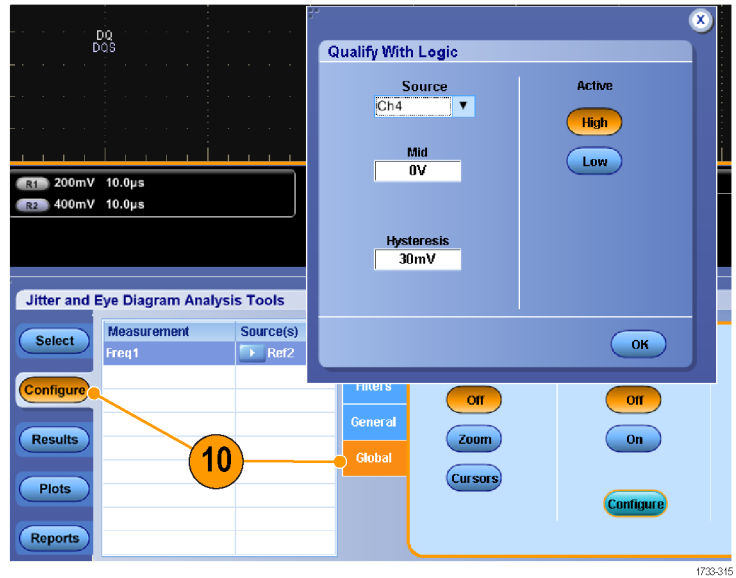 DQ
DQS
X
Qualify With Logic
Source
Ch4
Mid
0V
Hysteresis
30mV
Active
High
Low
OK
R1 200mV 10.0µs
R2 400mV 10.0µs
Jitter and Eye Diagram Analysis Tools
Select
Configure
Results
Plots
Reports
Measurement Source(s)
Freq1 Ref2
10
Filters
General
Global
Off
Zoom
Cursors
Off
On
Configure
1733-315